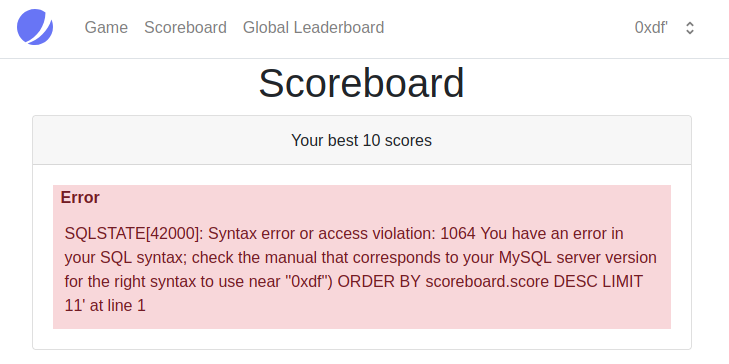 Game Scoreboard Global Leaderboard 0xdf'
Scoreboard
Your best 10 scores
Error
SQLSTATE[42000]: Syntax error or access violation: 1064 You have an error in
your SQL syntax; check the manual that corresponds to your MySQL server version
for the right syntax to use near ''0xdf'') ORDER BY scoreboard.score DESC LIMIT
11' at line 1